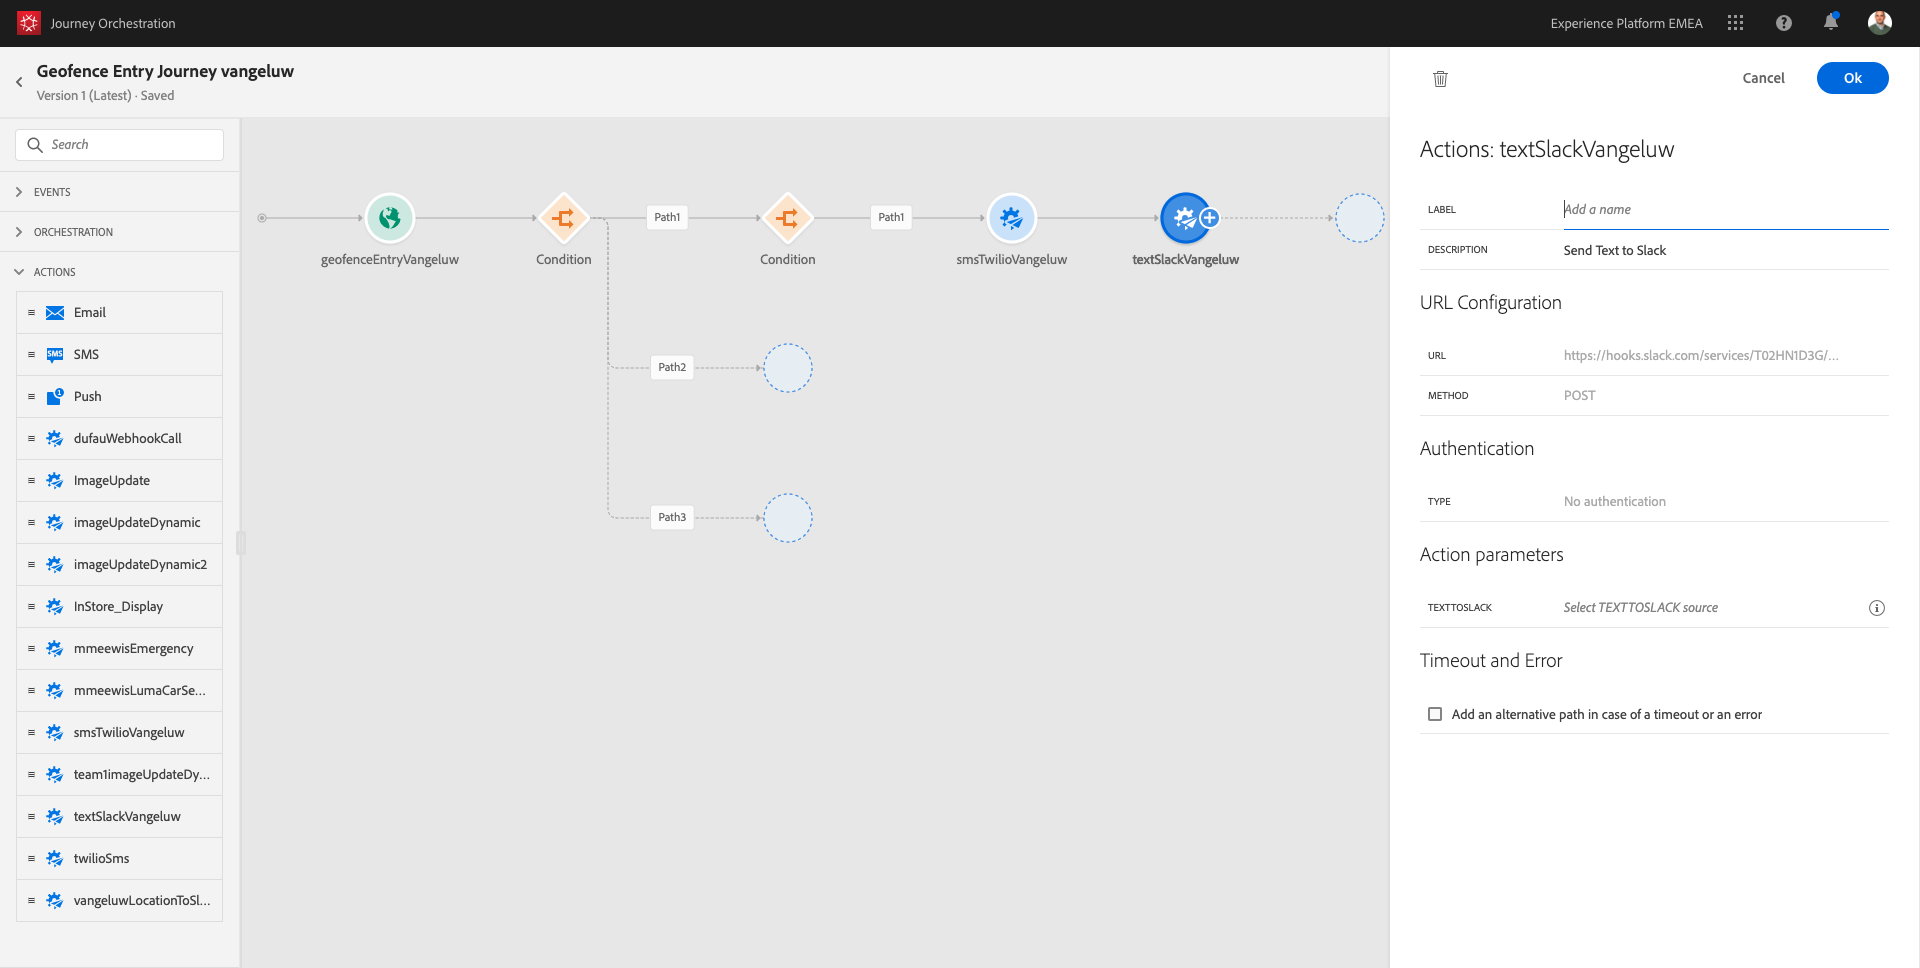 Journey Orchestration
Experience Platform EMEA
Geofence Entry Journey vangeluw
Version 1 (Latest) · Saved
Cancel
Ok
Search
EVENTS
ORCHESTRATION
ACTIONS
Email
SMS
SMS
Push
1
dufauWebhookCall
ImageUpdate
imageUpdateDynamic
imageUpdateDynamic2
InStore_Display
mmeewisEmergency
mmeewisLumaCarSe...
smsTwilioVangeluw
team1imageUpdateDy...
textSlackVangeluw
twilioSms
vangeluwLocationToSl...
geofenceEntryVangeluw
Condition
Path1
Condition
Path1
smsTwilioVangeluw
textSlackVangeluw
Path2
Path3
Actions: textSlackVangeluw
LABEL
Add a name
DESCRIPTION
Send Text to Slack
URL Configuration
URL
https://hooks.slack.com/services/T02HN1D3G/...
METHOD
POST
Authentication
TYPE
No authentication
Action parameters
TEXTTOSLACK
Select TEXTTOSLACK source
Timeout and Error
Add an alternative path in case of a timeout or an error